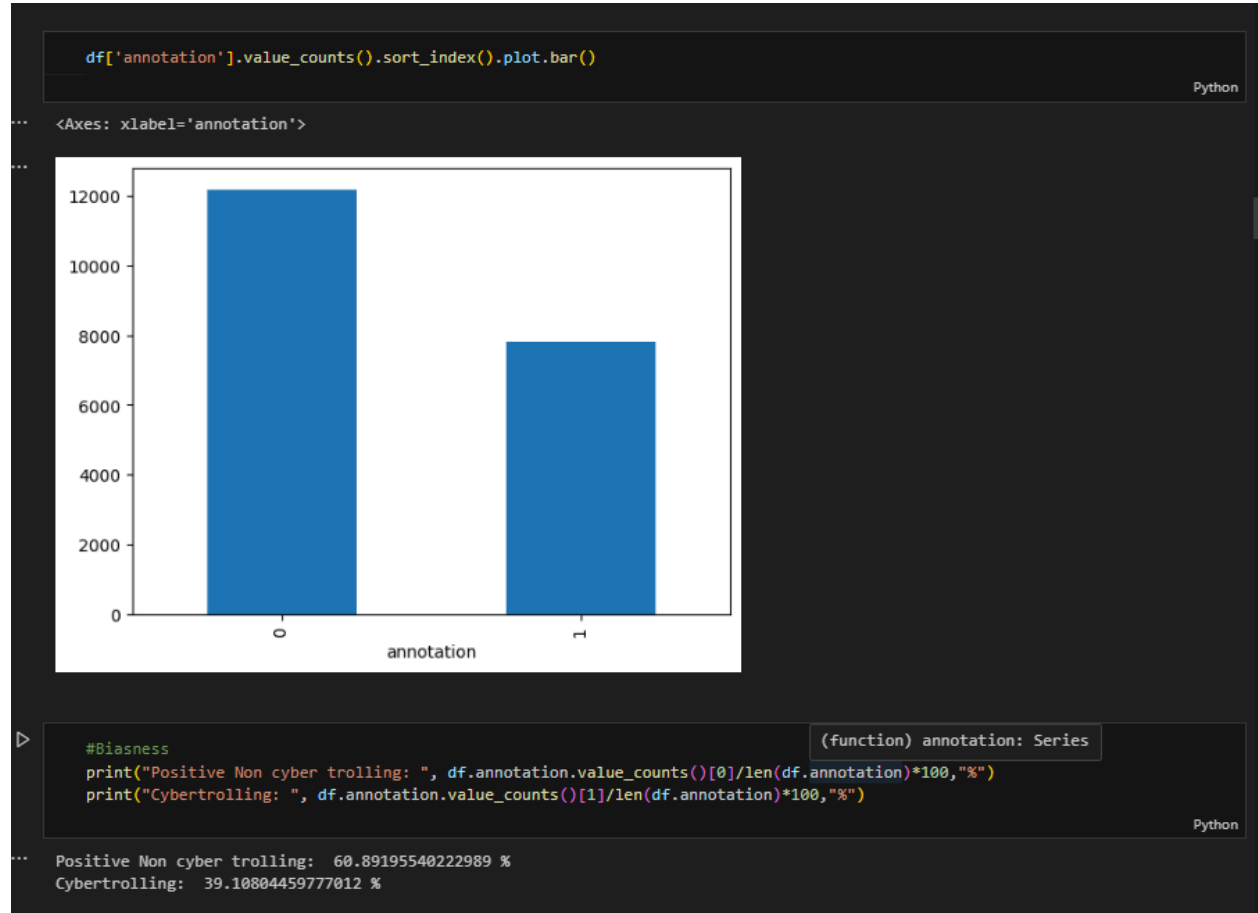 df['annotation'].value_counts().sort_index().plot.bar()
Python
... <Axes: xlabel='annotation'>
...
12000
10000
8000
6000
4000
2000
0
0 1
annotation
(function) annotation: Series
#Biasness
print("Positive Non cyber trolling: ", df.annotation.value_counts()[0]/len(df.annotation)*100,"%")
print("Cybertrolling: ", df.annotation.value_counts()[1]/len(df.annotation)*100,"%")
Python
... Positive Non cyber trolling:  60.89195540222989 %
Cybertrolling:  39.10804459777012 %